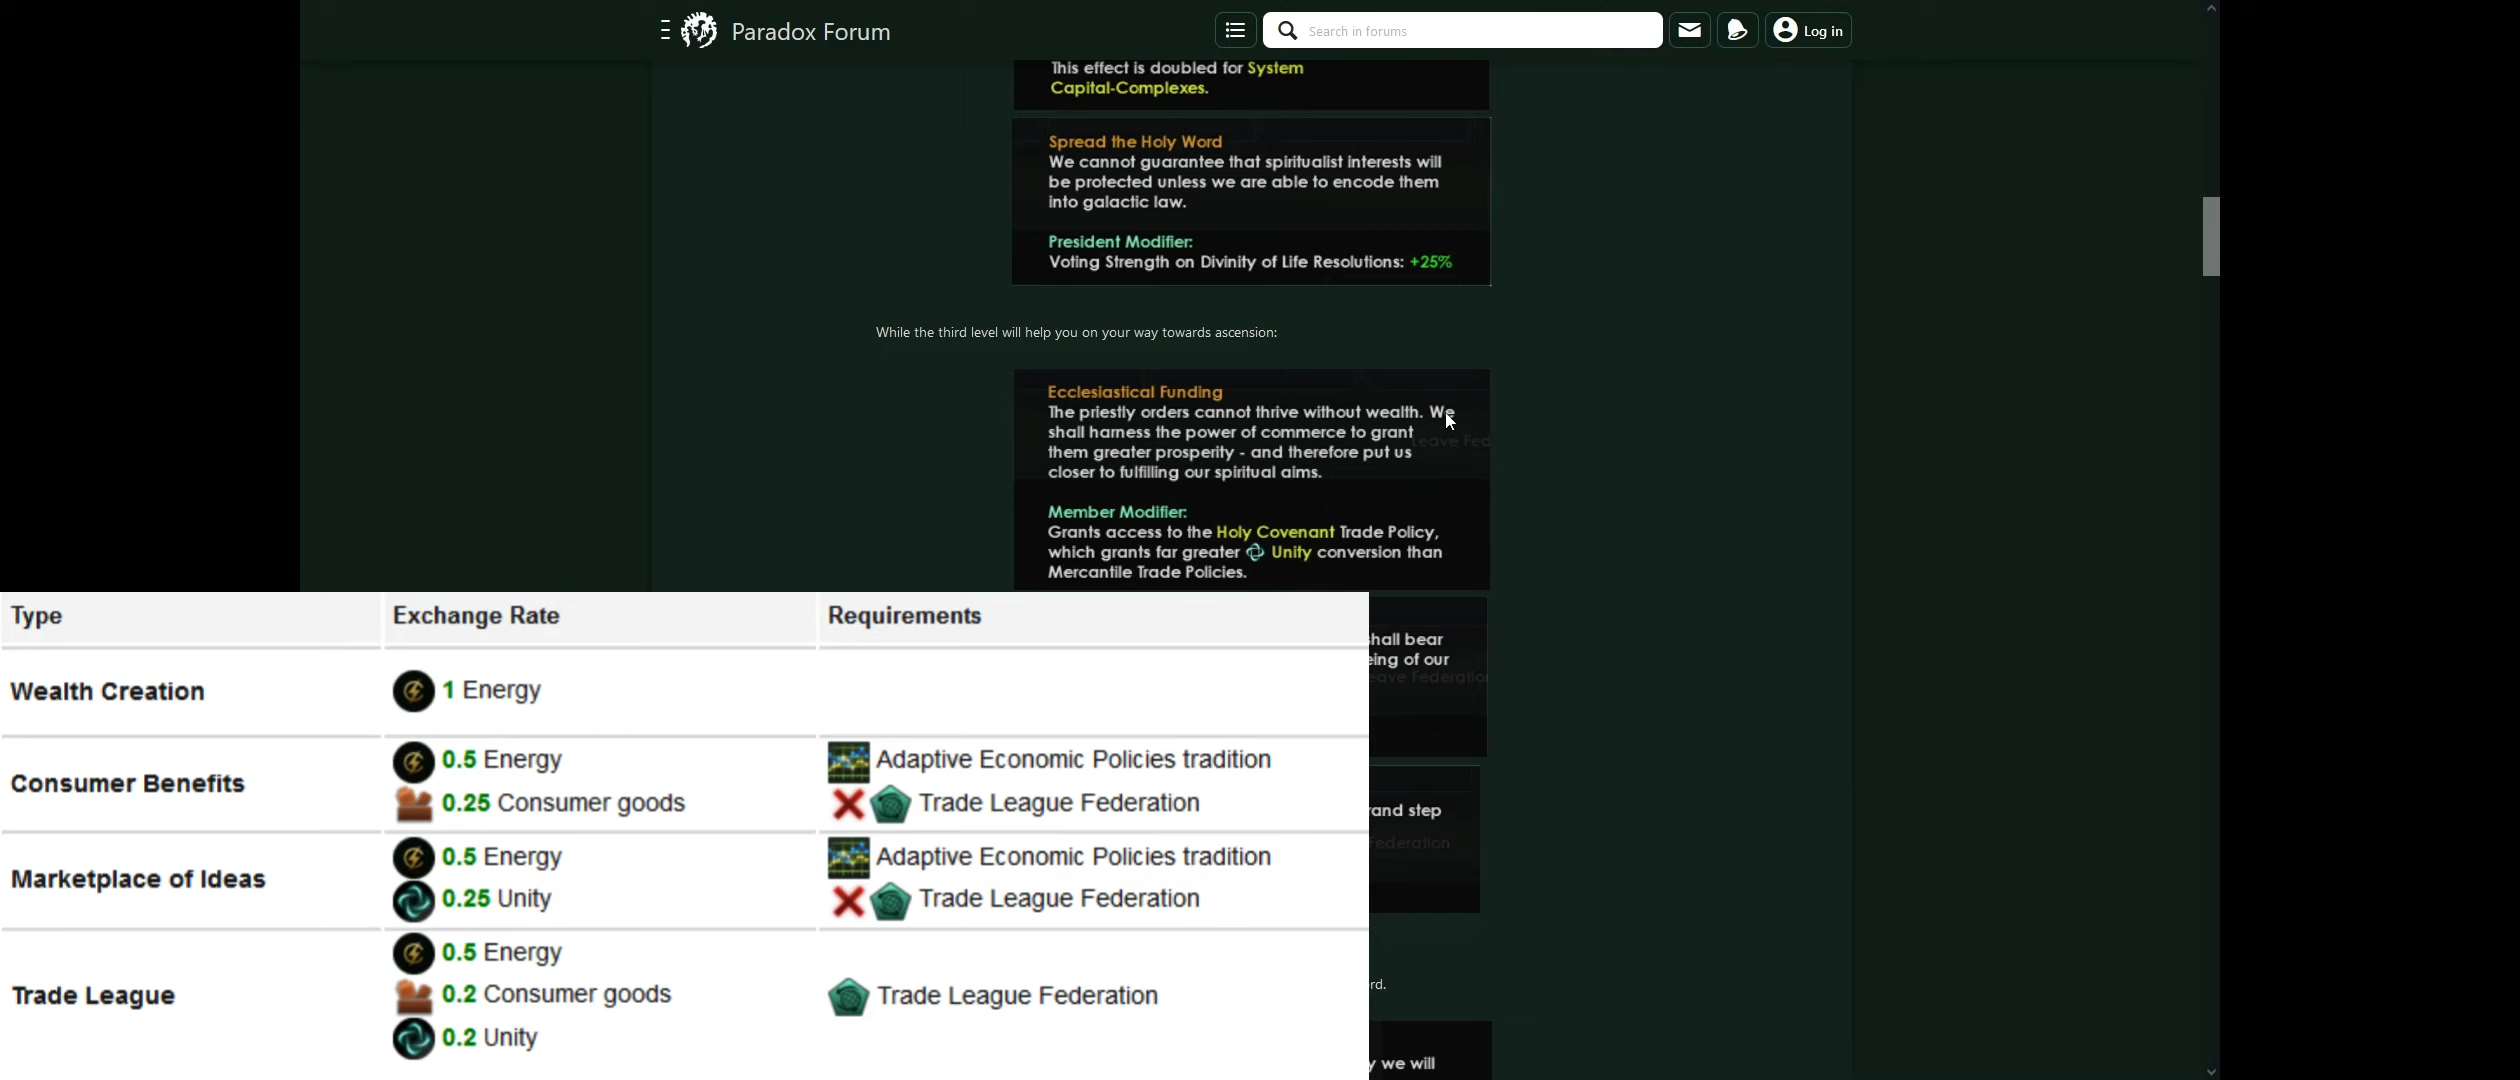 Paradox Forum
Search in forums
Log in
This effect is doubled for System
Capital-Complexes.
Spread the Holy Word
We cannot guarantee that spiritualist interests will
be protected unless we are able to encode them
into galactic law.
President Modifier:
Voting Strength on Divinity of Life Resolutions: +25%
While the third level will help you on your way towards ascension:
Ecclesiastical Funding
The priestly orders cannot thrive without wealth. We
shall harness the power of commerce to grant
Leave Fed
them greater prosperity - and therefore put us
closer to fulfilling our spiritual aims.
Member Modifier:
Grants access to the Holy Covenant Trade Policy,
which grants far greater Unity conversion than
Mercantile Trade Policies.
Type Exchange Rate Requirements
Wealth Creation
1 Energy
Consumer Benefits
0.5 Energy
0.25 Consumer goods
Adaptive Economic Policies tradition
Trade League Federation
Marketplace of Ideas
0.5 Energy
0.25 Unity
Adaptive Economic Policies tradition
Trade League Federation
Trade League
0.5 Energy
0.2 Consumer goods
0.2 Unity
Trade League Federation
shall bear
eing of our
eave Federation
rand step
Federation
rd.
y we will